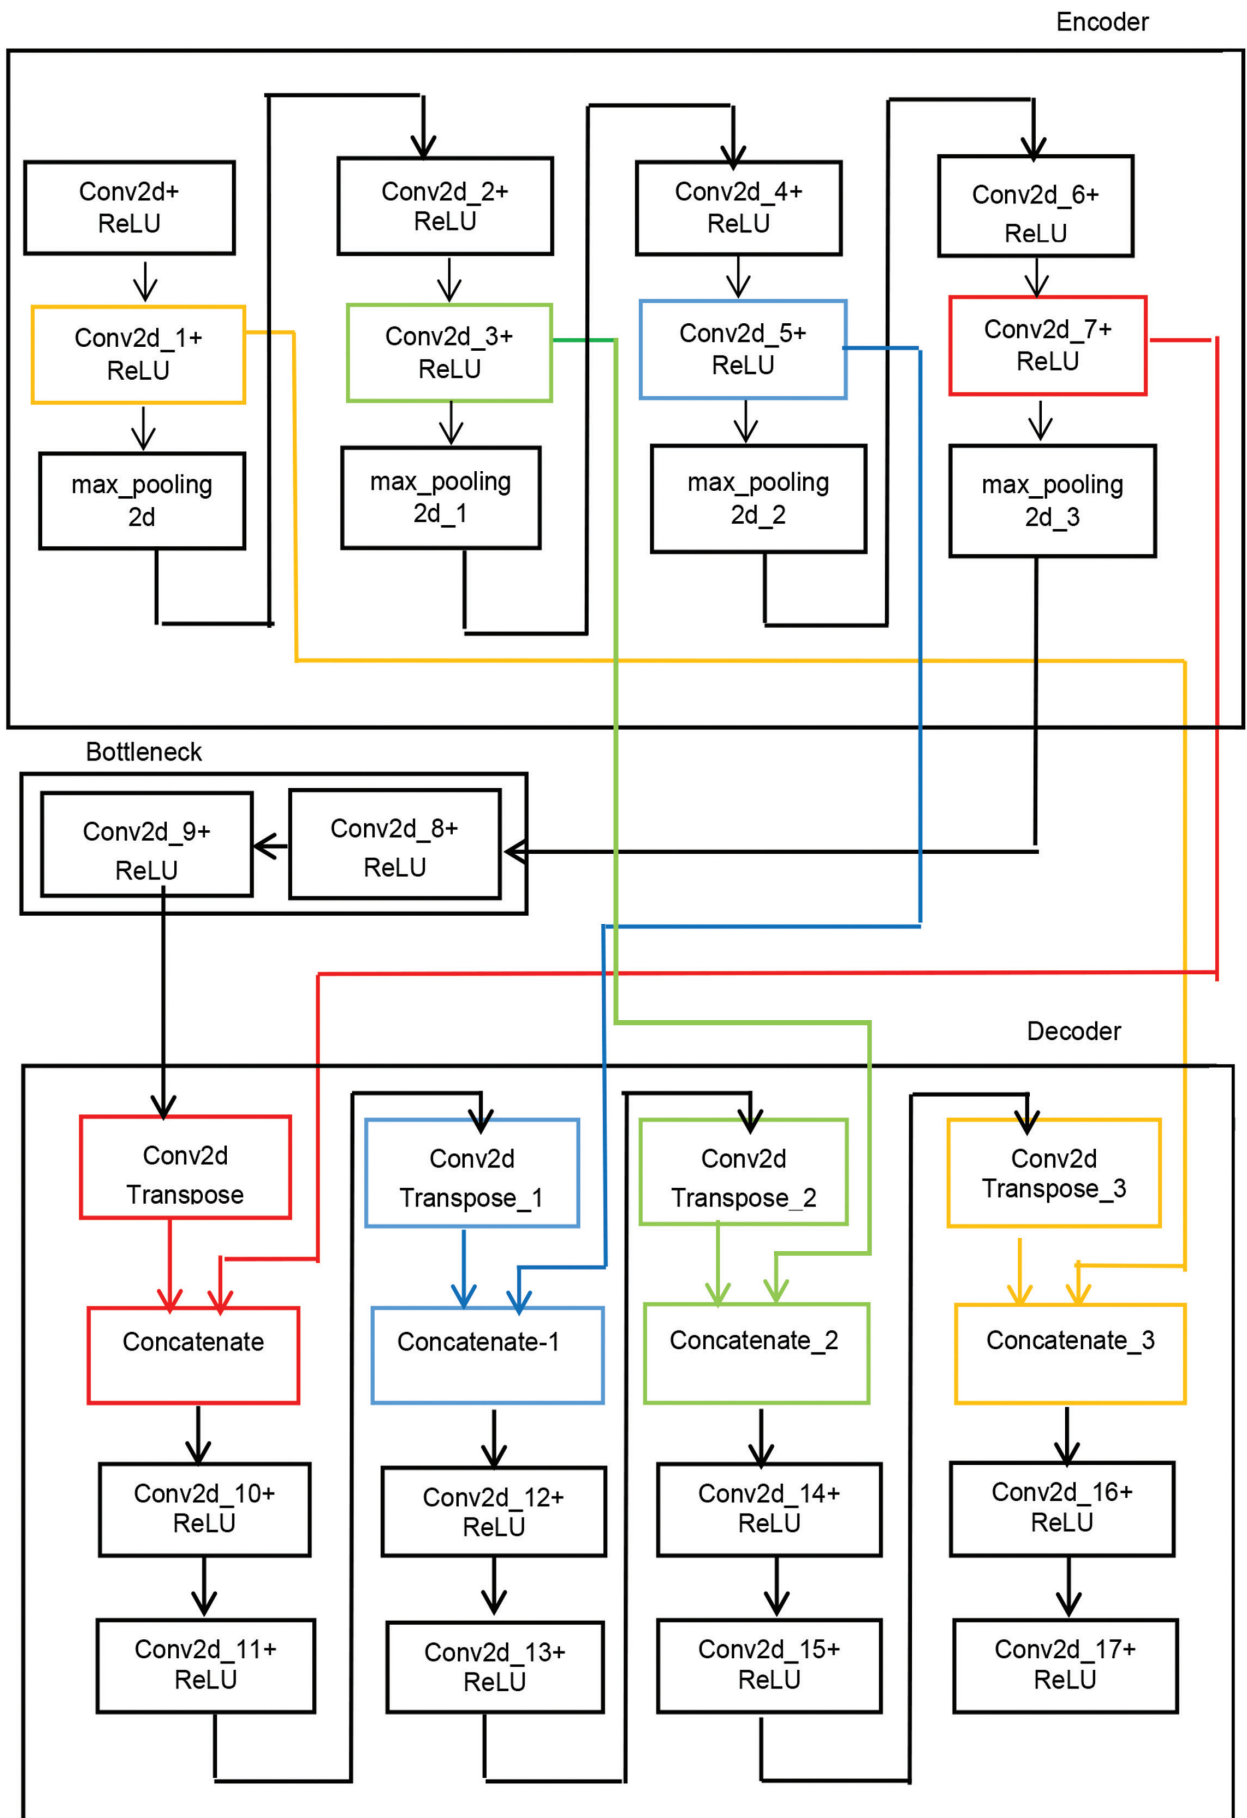 Encoder
Conv2d+
ReLU
Conv2d_1+
ReLU
max_pooling
2d
Conv2d_2+
ReLU
Conv2d_3+
ReLU
max_pooling
2d_1
Conv2d_4+
ReLU
Conv2d_5+
ReLU
max_pooling
2d_2
Conv2d_6+
ReLU
Conv2d_7+
ReLU
max_pooling
2d_3
Bottleneck
Conv2d_9+
ReLU
Conv2d_8+
ReLU
Decoder
Conv2d
Transpose
Concatenate
Conv2d_10+
ReLU
Conv2d_11+
ReLU
Conv2d
Transpose_1
Concatenate-1
Conv2d_12+
ReLU
Conv2d_13+
ReLU
Conv2d
Transpose_2
Concatenate_2
Conv2d_14+
ReLU
Conv2d_15+
ReLU
Conv2d
Transpose_3
Concatenate_3
Conv2d_16+
ReLU
Conv2d_17+
ReLU